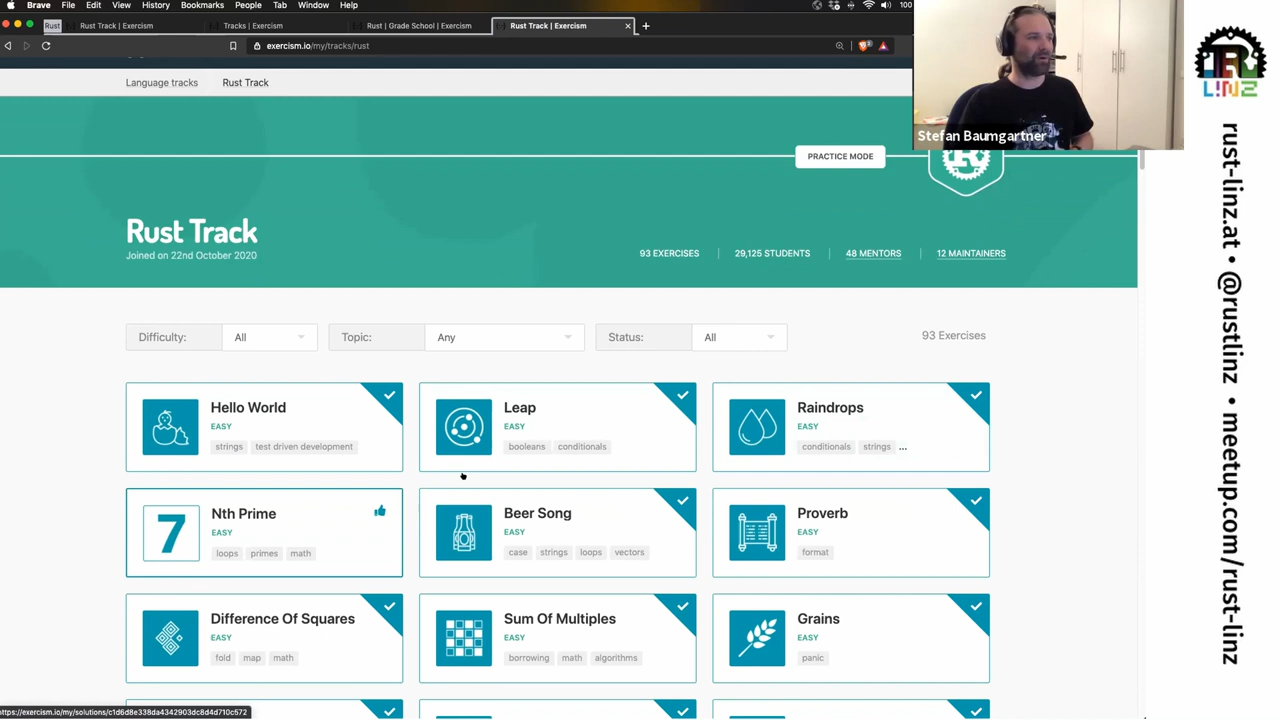 Brave File Edit View History Bookmarks People Tab Window Help 100
Rust Rust Track | Exercism Tracks | Exercism Rust | Grade School | Exercism Rust Track | Exercism
exercism.io/my/tracks/rust
Language tracks Rust Track
Stefan Baumgartner
PRACTICE MODE
R
Rust Track
Joined on 22nd October 2020
93 EXERCISES 29,125 STUDENTS 48 MENTORS 12 MAINTAINERS
Difficulty: All Topic: Any Status: All 93 Exercises
Hello World
EASY
strings test driven development
Leap
EASY
booleans conditionals
Raindrops
EASY
conditionals strings ...
7
Nth Prime
EASY
loops primes math
Beer Song
EASY
case strings loops vectors
Proverb
EASY
format
Difference Of Squares
EASY
fold map math
Sum Of Multiples
EASY
borrowing math algorithms
Grains
EASY
panic
https://exercism.io/my/solutions/c1d6d8e338da4342903dc8d4d710c572
R
L!NZ
rust-linz.at • @rustlinz • meetup.com/rust-linz